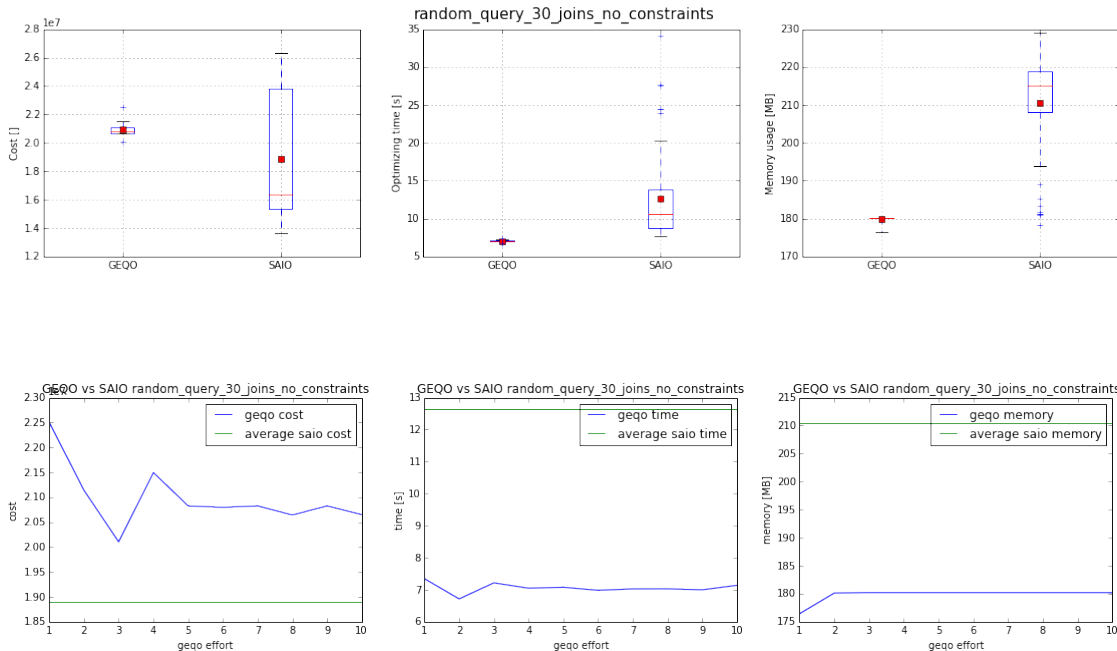 random_query_30_joins_no_constraints
1e7
2.8
2.6
2.4
2.2
2.0
1.8
1.6
1.4
1.2
Cost []
GEQO
SAIO
35
30
25
20
15
10
5
Optimizing time [s]
GEQO
SAIO
230
220
210
200
190
180
170
Memory usage [MB]
GEQO
SAIO
GEQO vs SAIO random_query_30_joins_no_constraints
2.30
2.25
2.20
2.15
2.10
2.05
2.00
1.95
1.90
1.85
cost
geqo cost
average saio cost
1 2 3 4 5 6 7 8 9 10
geqo effort
GEQO vs SAIO random_query_30_joins_no_constraints
13
12
11
10
9
8
7
6
time [s]
geqo time
average saio time
1 2 3 4 5 6 7 8 9 10
geqo effort
GEQO vs SAIO random_query_30_joins_no_constraints
215
210
205
200
195
190
185
180
175
memory [MB]
geqo memory
average saio memory
1 2 3 4 5 6 7 8 9 10
geqo effort